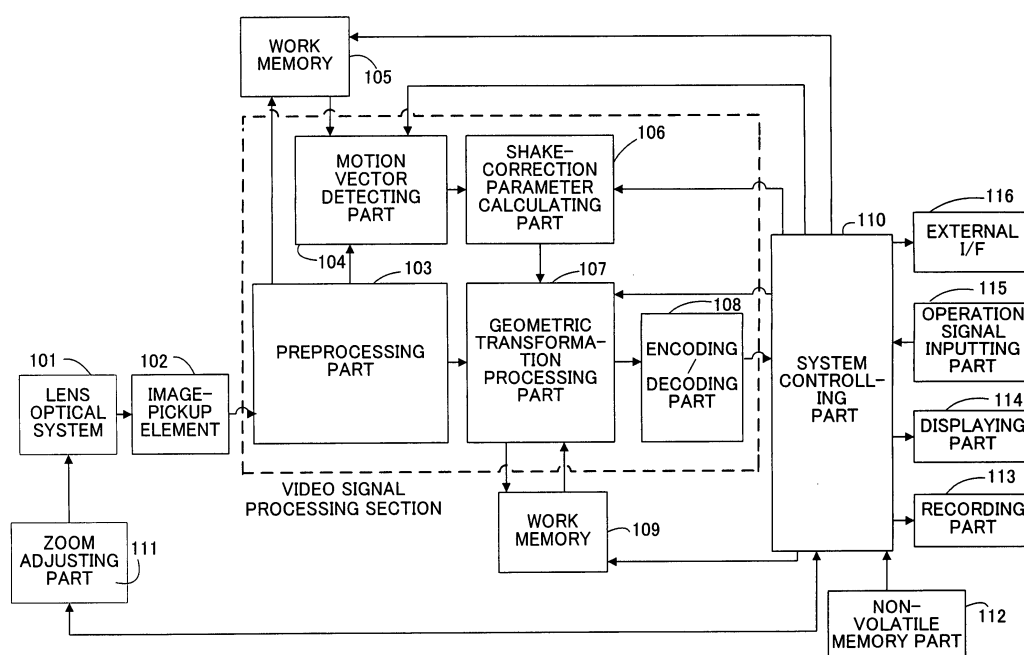 WORK
MEMORY
105
MOTION
VECTOR
DETECTING
PART
104
SHAKE-
CORRECTION
PARAMETER
CALCULATING
PART
106
110
116
EXTERNAL
I/F
103
PREPROCESSING
PART
107
GEOMETRIC
TRANSFORMA-
TION
PROCESSING
PART
108
ENCODING
/
DECODING PART
SYSTEM
CONTROLL-
ING
PART
115
OPERATION
SIGNAL
INPUTTING PART
101
LENS
OPTICAL
SYSTEM
102
IMAGE-
PICKUP
ELEMENT
114
DISPLAYING
PART
VIDEO SIGNAL
PROCESSING SECTION
113
RECORDING
PART
WORK
MEMORY
109
ZOOM
ADJUSTING
PART
111
NON-
VOLATILE
MEMORY PART
112